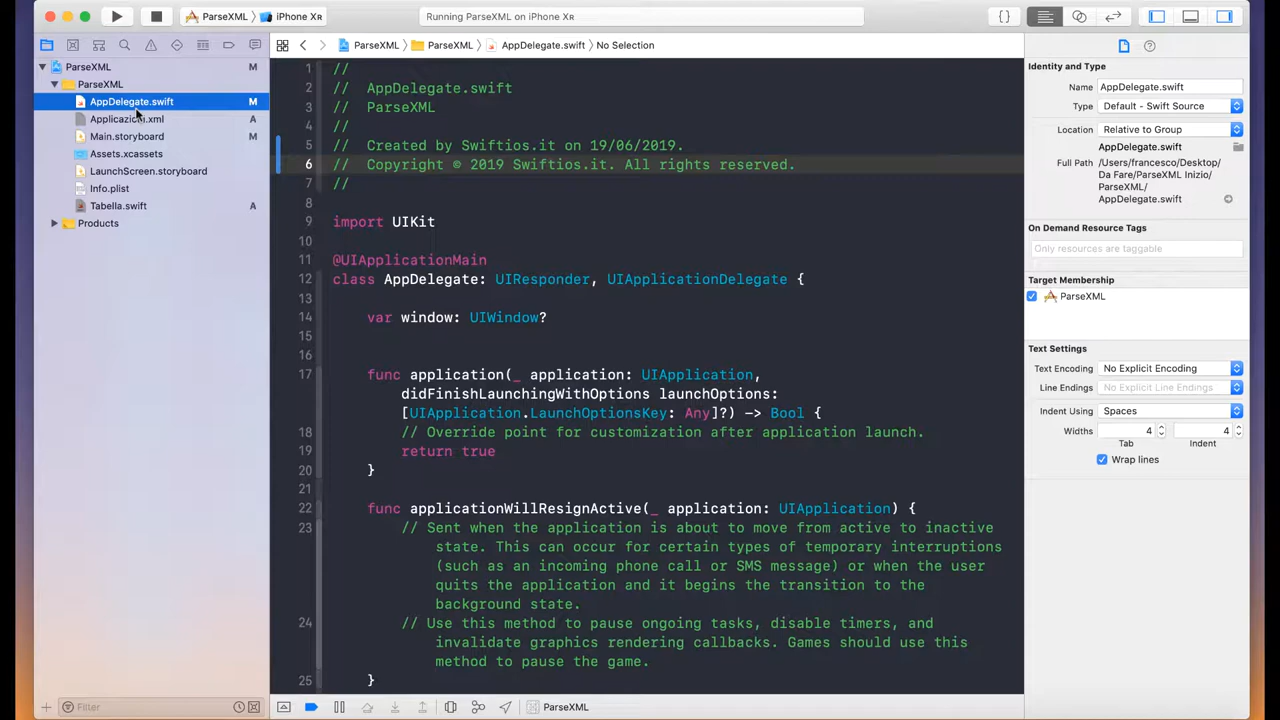 ParseXML
iPhone Xʀ
Running ParseXML on iPhone Xʀ
ParseXML
ParseXML
AppDelegate.swift
No Selection
ParseXML
M
ParseXML
AppDelegate.swift
M
A
Main.storyboard
M
Assets.xcassets
LaunchScreen.storyboard
Info.plist
Tabella.swift
A
Products
Filter
1 //
2 // AppDelegate.swift
3 // ParseXML
4 //
5 // Created by Swiftios.it on 19/06/2019.
6 // Copyright © 2019 Swiftios.it. All rights reserved.
7 //
8
9 import UIKit
10
11 @UIApplicationMain
12 class AppDelegate: UIResponder, UIApplicationDelegate {
13
14 var window: UIWindow?
15
16
17 func application(_ application: UIApplication,
didFinishLaunchingWithOptions launchOptions:
[UIApplication.LaunchOptionsKey: Any]?) -> Bool {
18 // Override point for customization after application launch.
19 return true
20 }
21
22 func applicationWillResignActive(_ application: UIApplication) {
23 // Sent when the application is about to move from active to inactive
state. This can occur for certain types of temporary interruptions
(such as an incoming phone call or SMS message) or when the user
quits the application and it begins the transition to the
background state.
24 // Use this method to pause ongoing tasks, disable timers, and
invalidate graphics rendering callbacks. Games should use this
method to pause the game.
25 }
ParseXML
Identity and Type
Name AppDelegate.swift
Type Default - Swift Source
Location Relative to Group
AppDelegate.swift
Full Path /Users/francesco/Desktop/
Da Fare/ParseXML Inizio/
ParseXML/
AppDelegate.swift
On Demand Resource Tags
Only resources are taggable
Target Membership
ParseXML
Text Settings
Text Encoding No Explicit Encoding
Line Endings No Explicit Line Endings
Indent Using Spaces
Widths 4 4
Tab Indent
Wrap lines